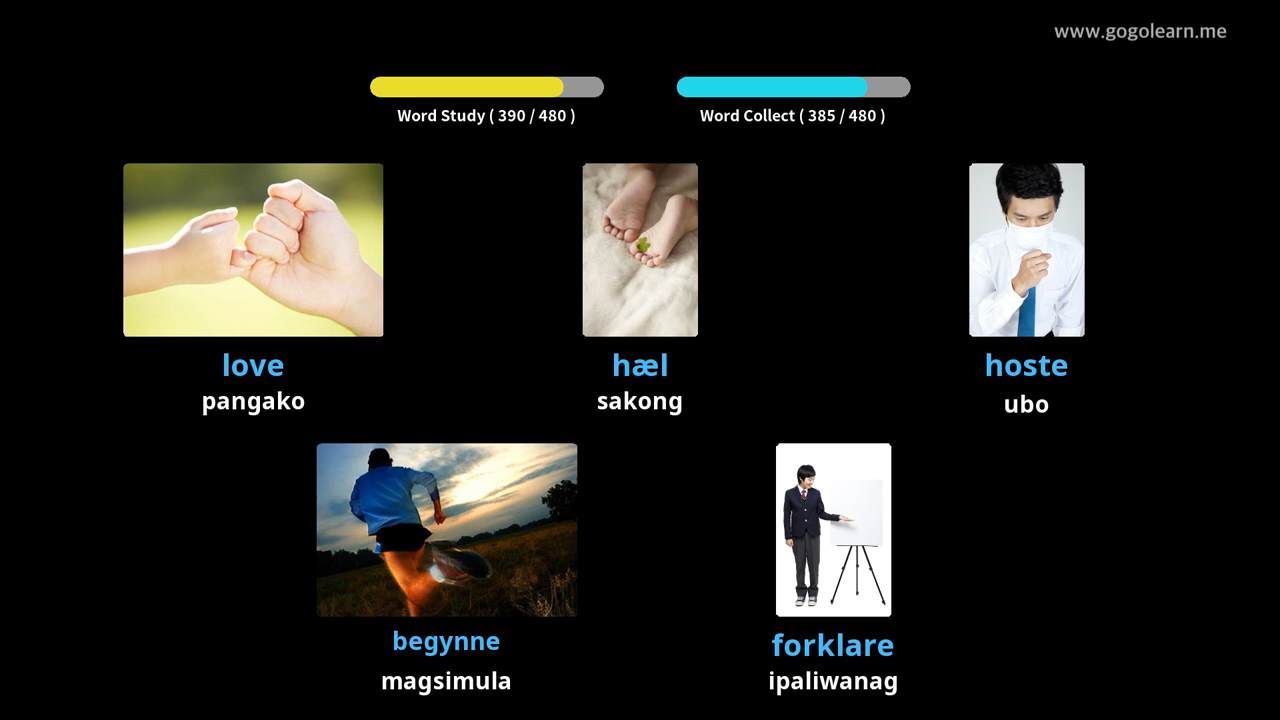 www.gogolearn.me
Word Study ( 390 / 480 )
Word Collect ( 385 / 480 )
love
pangako
hæl
sakong
hoste
ubo
begynne
magsimula
forklare
ipaliwanag